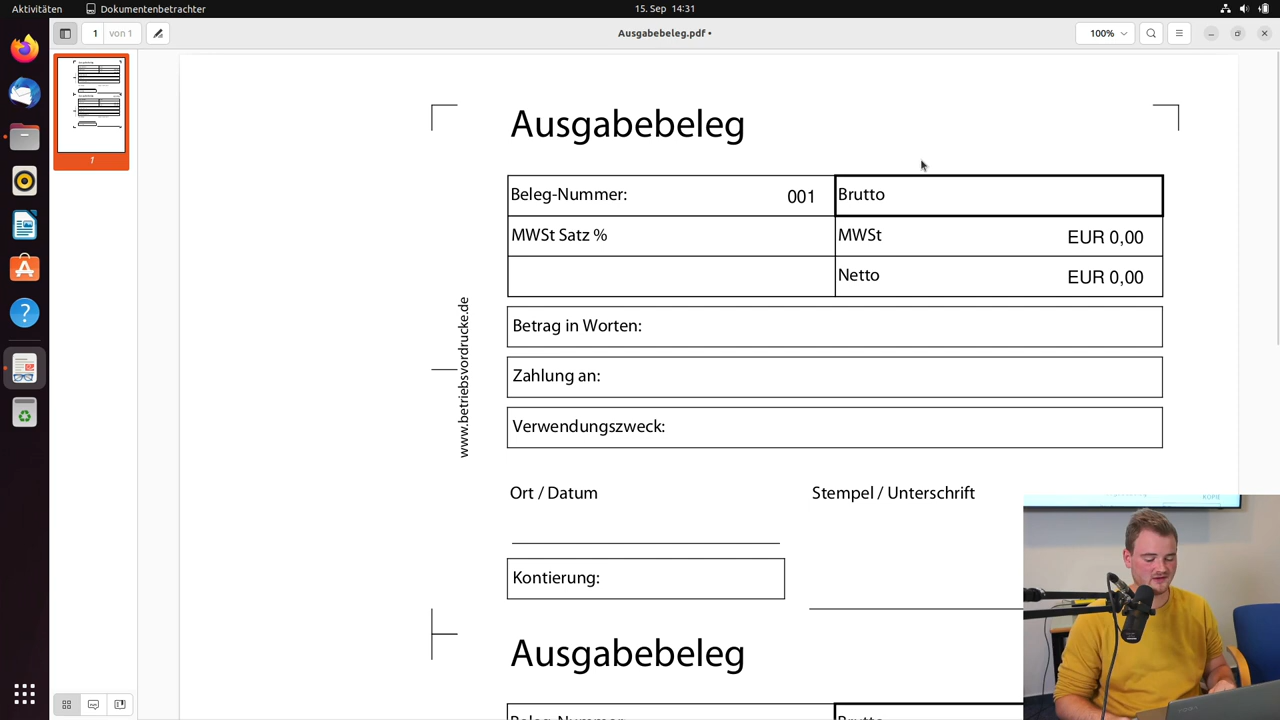 Aktivitäten Dokumentenbetrachter 15. Sep 14:31
1 von 1 Ausgabebeleg.pdf • 100%
1
Ausgabebeleg
Beleg-Nummer: 001 Brutto
MWSt Satz % MWSt EUR 0,00
Netto EUR 0,00
www.betriebsvordrucke.de
Betrag in Worten:
Zahlung an:
Verwendungszweck:
Ort / Datum Stempel / Unterschrift
Kontierung:
Ausgabebeleg